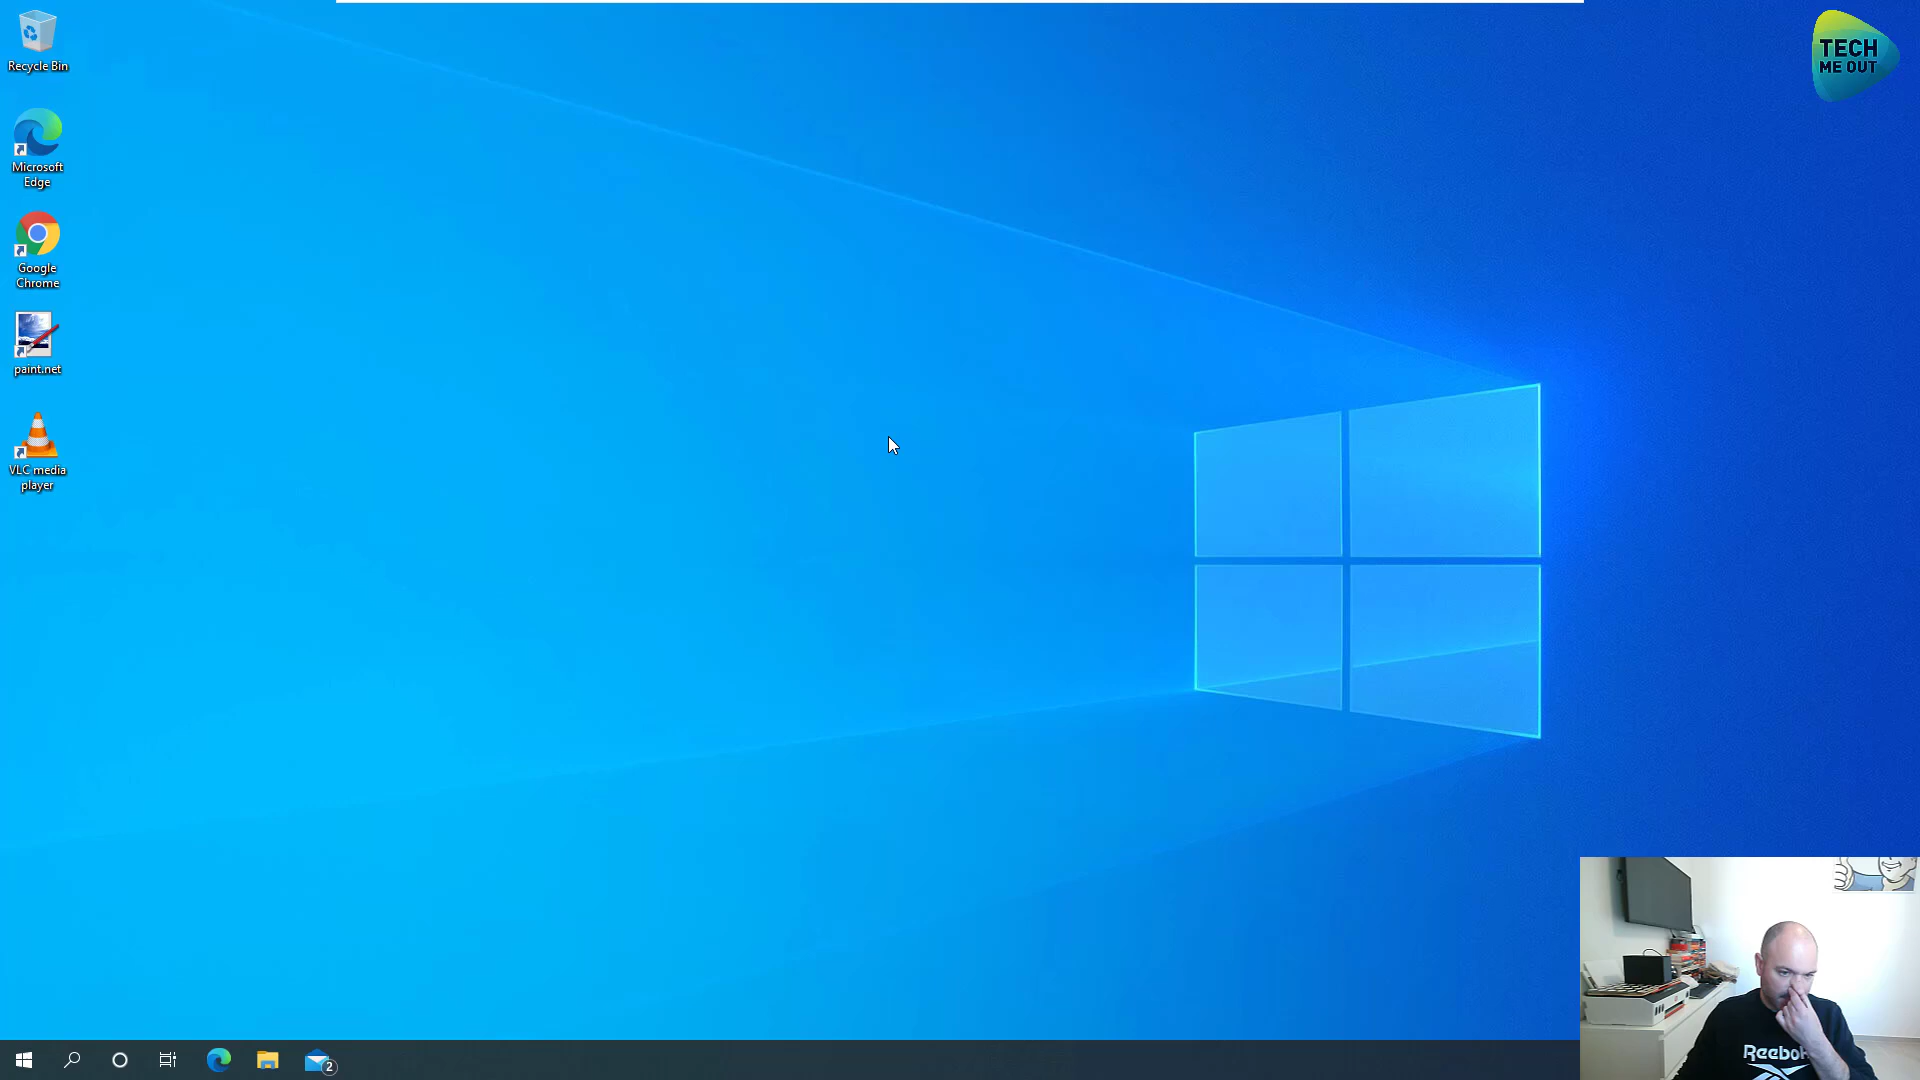 Recycle Bin
Microsoft
Edge
Google
Chrome
paint.net
VLC media
player
TECH
ME OUT
2
Reebok